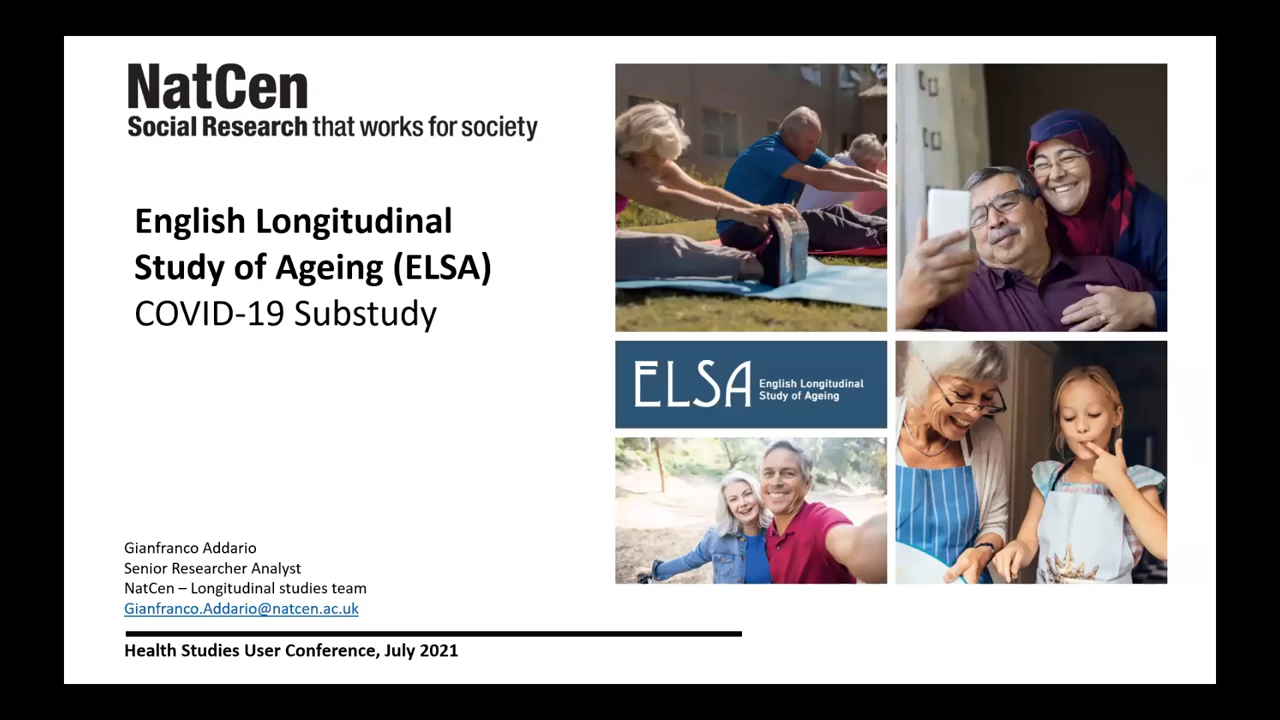 NatCen
Social Research that works for society
English Longitudinal
Study of Ageing (ELSA)
COVID-19 Substudy
ELSA English Longitudinal
Study of Ageing
Gianfranco Addario
Senior Researcher Analyst
NatCen – Longitudinal studies team
Gianfranco.Addario@natcen.ac.uk
Health Studies User Conference, July 2021